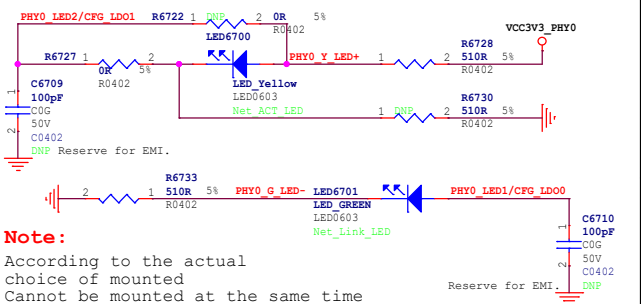 PHY0_LED2/CFG_LDO1 R6722 1 DNP 2 0R 5%
R0402
LED6700
VCC3V3_PHY0
R6727 1 2
0R 5%
R0402
PHY0_Y_LED+
1 2
R6728
510R 5%
R0402
C6709
100pF
C0G
50V
C0402
DNP Reserve for EMI.
1
2
LED_Yellow
LED0603
Net_ACT_LED
1 DNP 2
R6730
510R 5%
R0402
R6733
2 1 510R 5%
R0402
PHY0_G_LED- LED6701
LED_GREEN
LED0603
Net_Link_LED
PHY0_LED1/CFG_LDO0
C6710
100pF
C0G
50V
C0402
DNP
1
2
Reserve for EMI.
Note:
According to the actual
choice of mounted
Cannot be mounted at the same time